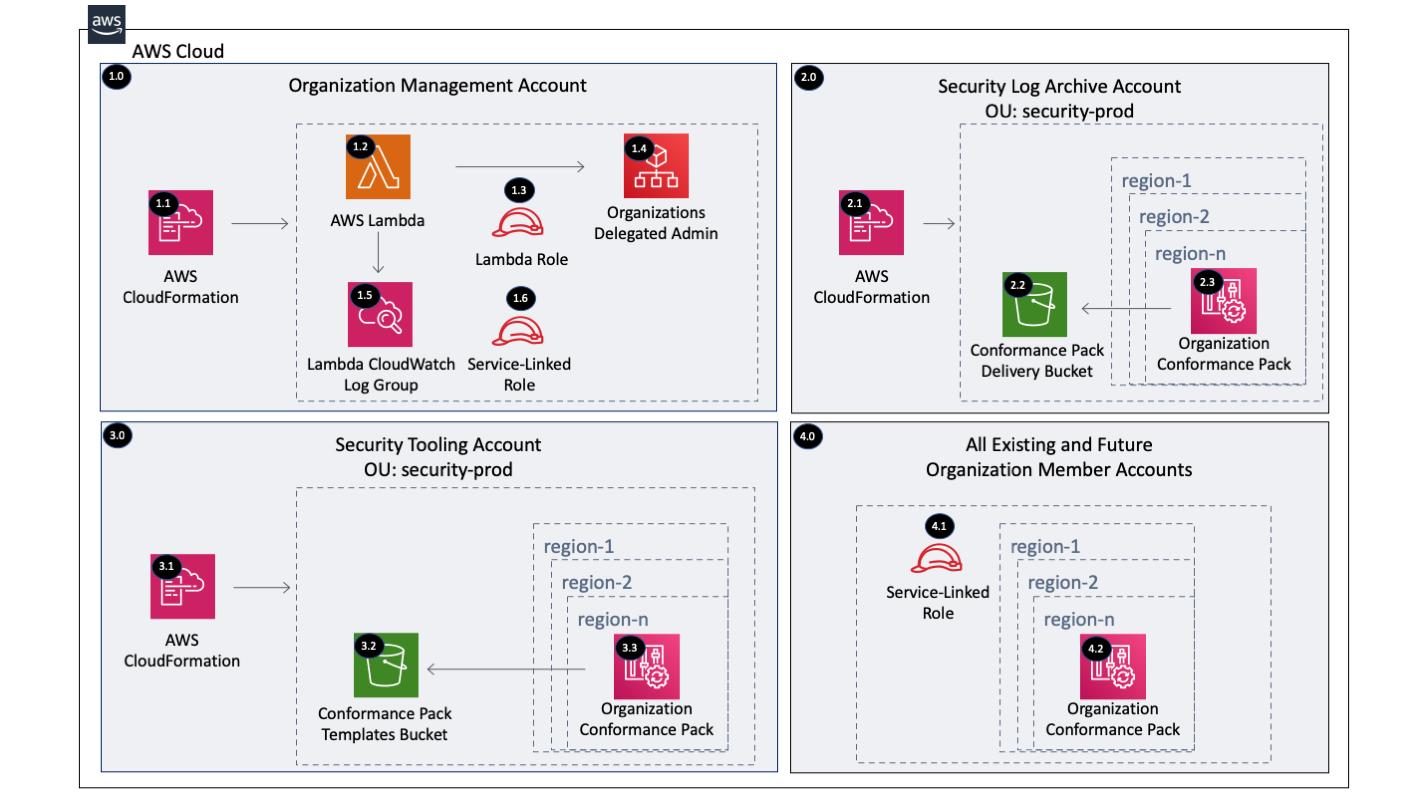 aws
AWS Cloud
1.0
Organization Management Account
1.1
AWS
CloudFormation
1.2
AWS Lambda
1.3
Lambda Role
1.4
Organizations
Delegated Admin
1.5
Lambda CloudWatch
Log Group
1.6
Service-Linked
Role
2.0
Security Log Archive Account
OU: security-prod
2.1
AWS
CloudFormation
region-1
region-2
region-n
2.2
Conformance Pack
Delivery Bucket
2.3
Organization
Conformance Pack
3.0
Security Tooling Account
OU: security-prod
3.1
AWS
CloudFormation
region-1
region-2
region-n
3.2
Conformance Pack
Templates Bucket
3.3
Organization
Conformance Pack
4.0
All Existing and Future
Organization Member Accounts
4.1
Service-Linked
Role
region-1
region-2
region-n
4.2
Organization
Conformance Pack